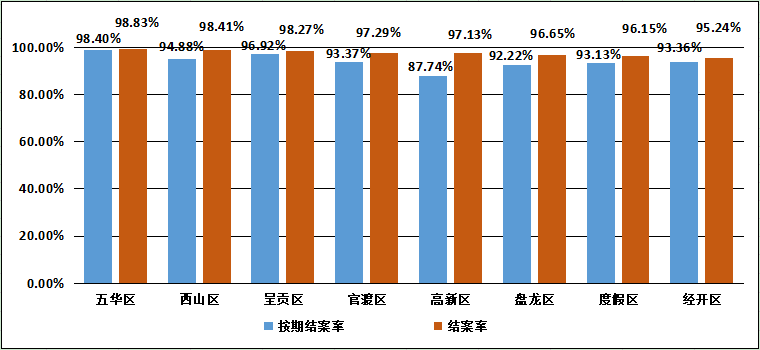 98.83% 98.41% 98.27% 97.29% 97.13% 96.65% 96.15% 95.24%
98.40% 94.88% 96.92% 93.37% 87.74% 92.22% 93.13% 93.36%
100.00%
80.00%
60.00%
40.00%
20.00%
0.00%
五华区 西山区 呈贡区 官渡区 高新区 盘龙区 度假区 经开区
按期结案率 结案率